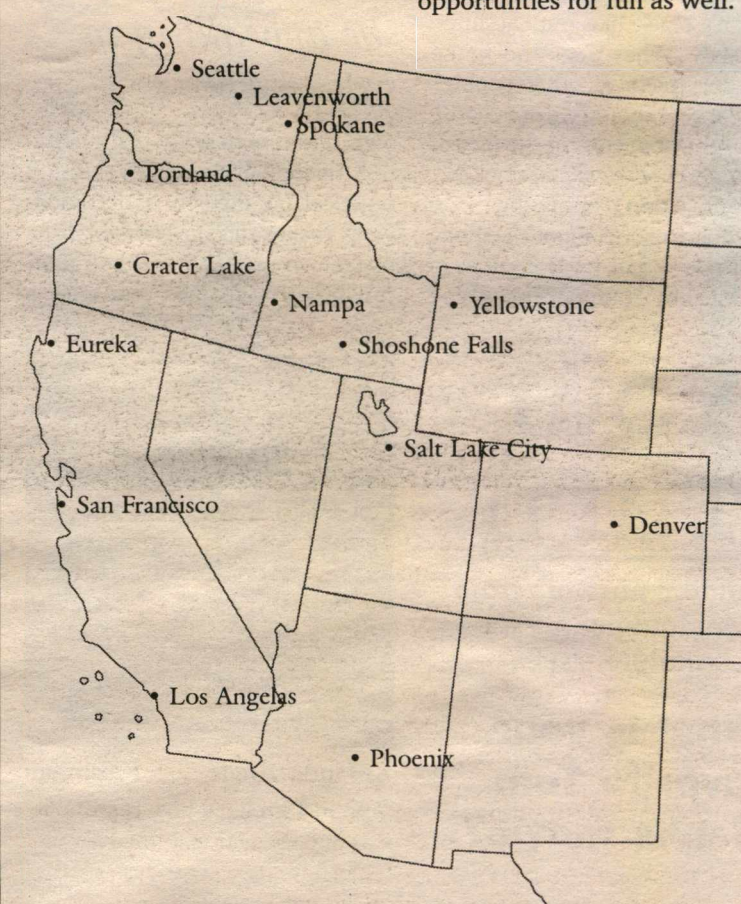 opportunities for fun as well.
Seattle
Leavenworth
Spokane
Portland
Crater Lake
Nampa
Yellowstone
Eureka
Shoshone Falls
Salt Lake City
San Francisco
Denver
Los Angelas
Phoenix